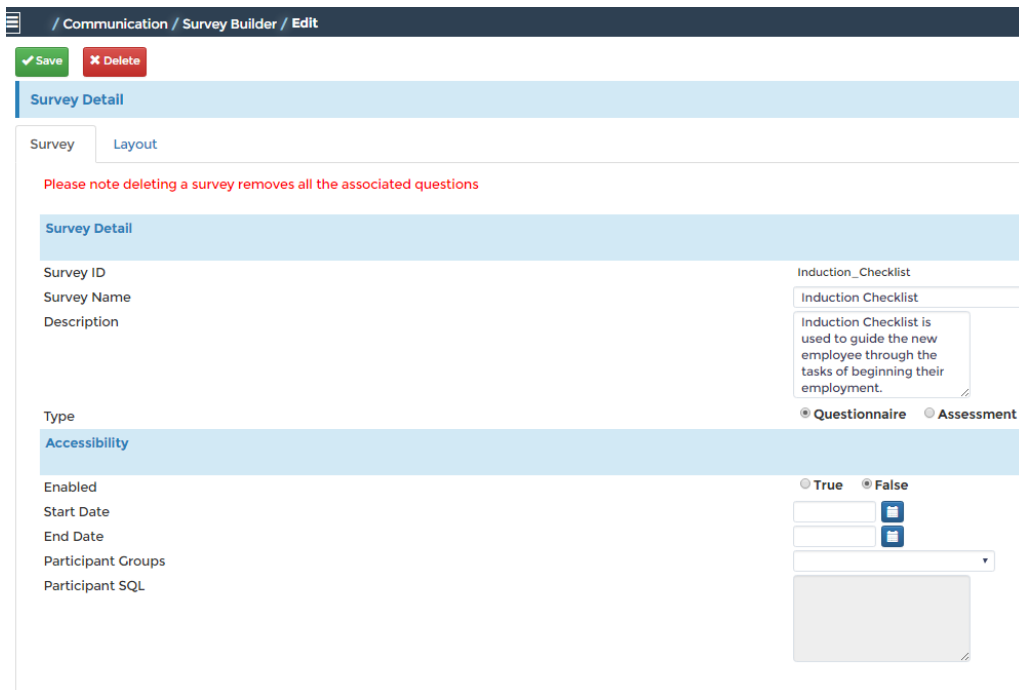 / Communication / Survey Builder / Edit
Save Delete
Survey Detail
Survey Layout
Please note deleting a survey removes all the associated questions
Survey Detail
Survey ID Induction_Checklist
Survey Name Induction Checklist
Description Induction Checklist is
used to guide the new
employee through the
tasks of beginning their
employment.
Type Questionnaire Assessment
Accessibility
Enabled True False
Start Date
End Date
Participant Groups
Participant SQL